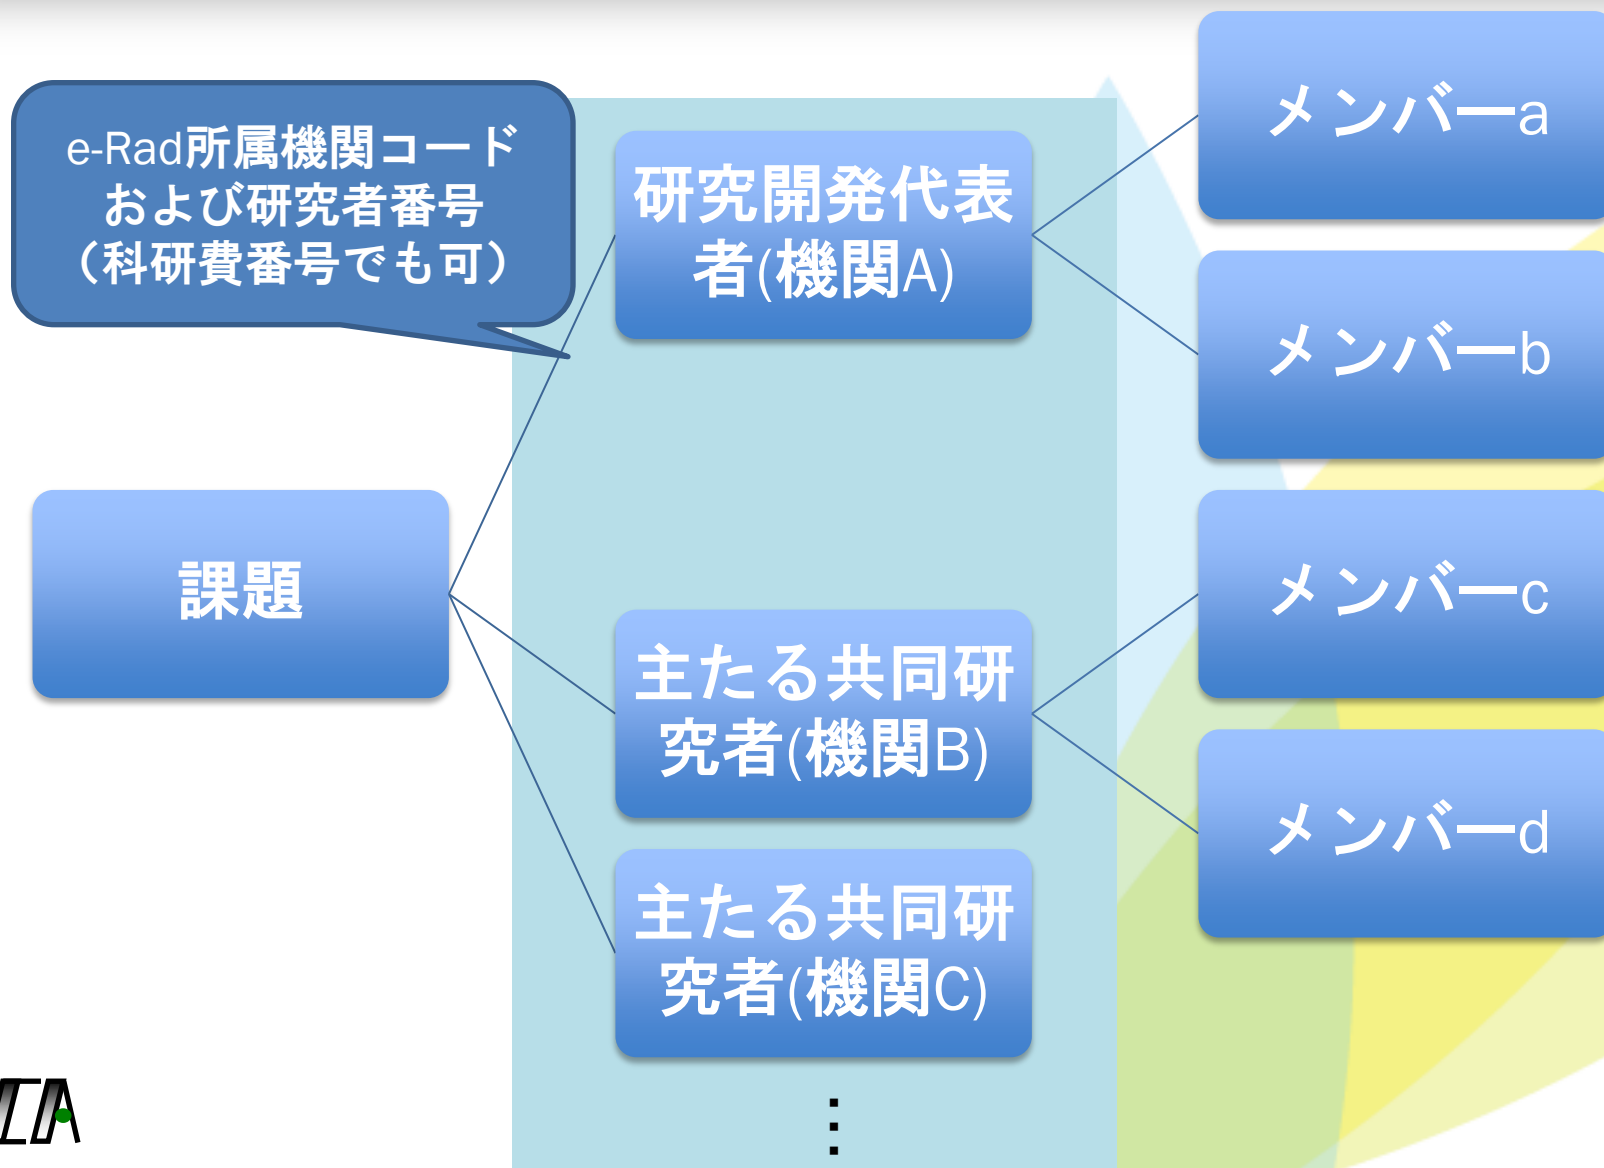 e-Rad所属機関コード
および研究者番号
（科研費番号でも可）
課題
研究開発代表
者(機関A)
主たる共同研
究者(機関B)
主たる共同研
究者(機関C)
メンバーa
メンバーb
メンバーc
メンバーd